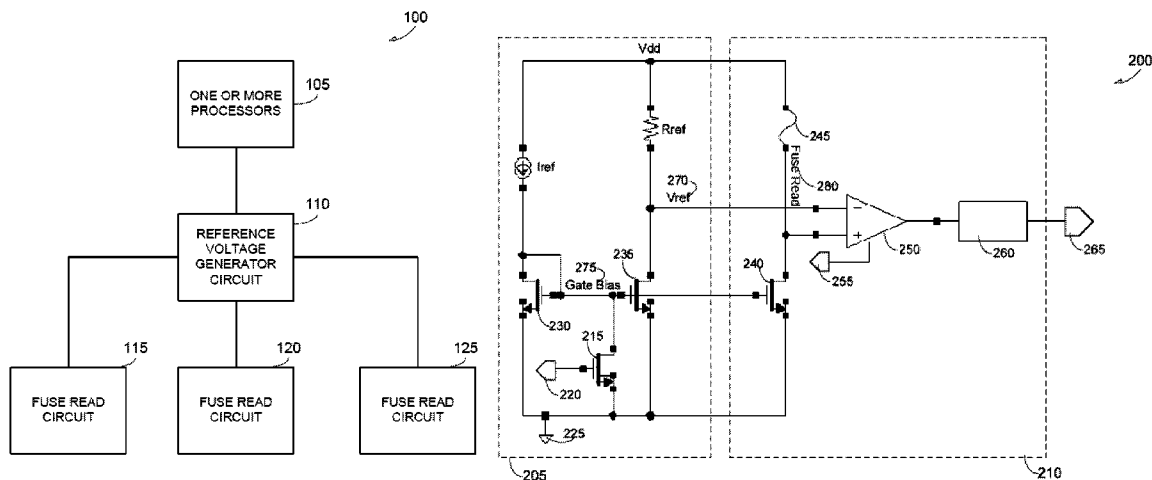 100
ONE OR MORE
PROCESSORS
105
110
REFERENCE
VOLTAGE
GENERATOR
CIRCUIT
115
FUSE READ
CIRCUIT
120
FUSE READ
CIRCUIT
125
FUSE READ
CIRCUIT
200
Vdd
Rref
Iref
245
Fuse Read
280
270
Vref
250
260
265
255
275
Gate Bias
235
240
230
215
220
225
205
210